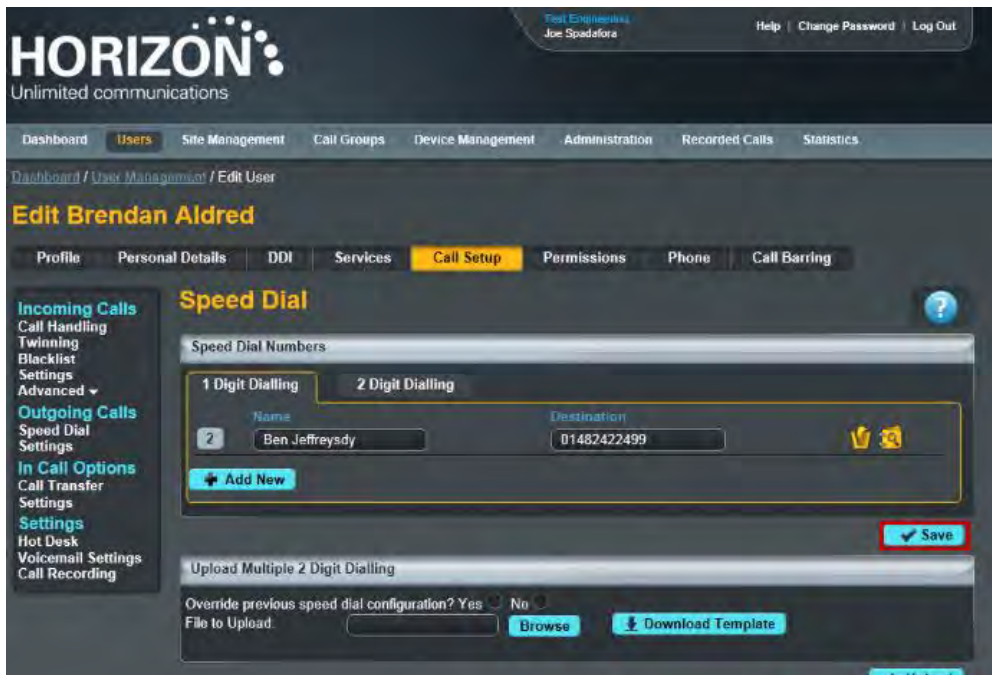 Test Engineering
Joe Spadafora
Help | Change Password | Log Out
HORIZON
Unlimited communications
Dashboard Users Site Management Call Groups Device Management Administration Recorded Calls Statistics
Dashboard / User Management / Edit User
Edit Brendan Aldred
Profile Personal Details DDI Services Call Setup Permissions Phone Call Barring
Incoming Calls
Call Handling
Twinning
Blacklist
Settings
Advanced
Outgoing Calls
Speed Dial
Settings
In Call Options
Call Transfer
Settings
Settings
Hot Desk
Voicemail Settings
Call Recording
Speed Dial
?
Speed Dial Numbers
1 Digit Dialling 2 Digit Dialling
Name Destination
2 Ben Jeffreysdy 01482422499
Add New
Save
Upload Multiple 2 Digit Dialling
Override previous speed dial configuration? Yes No
File to Upload: Browse Download Template